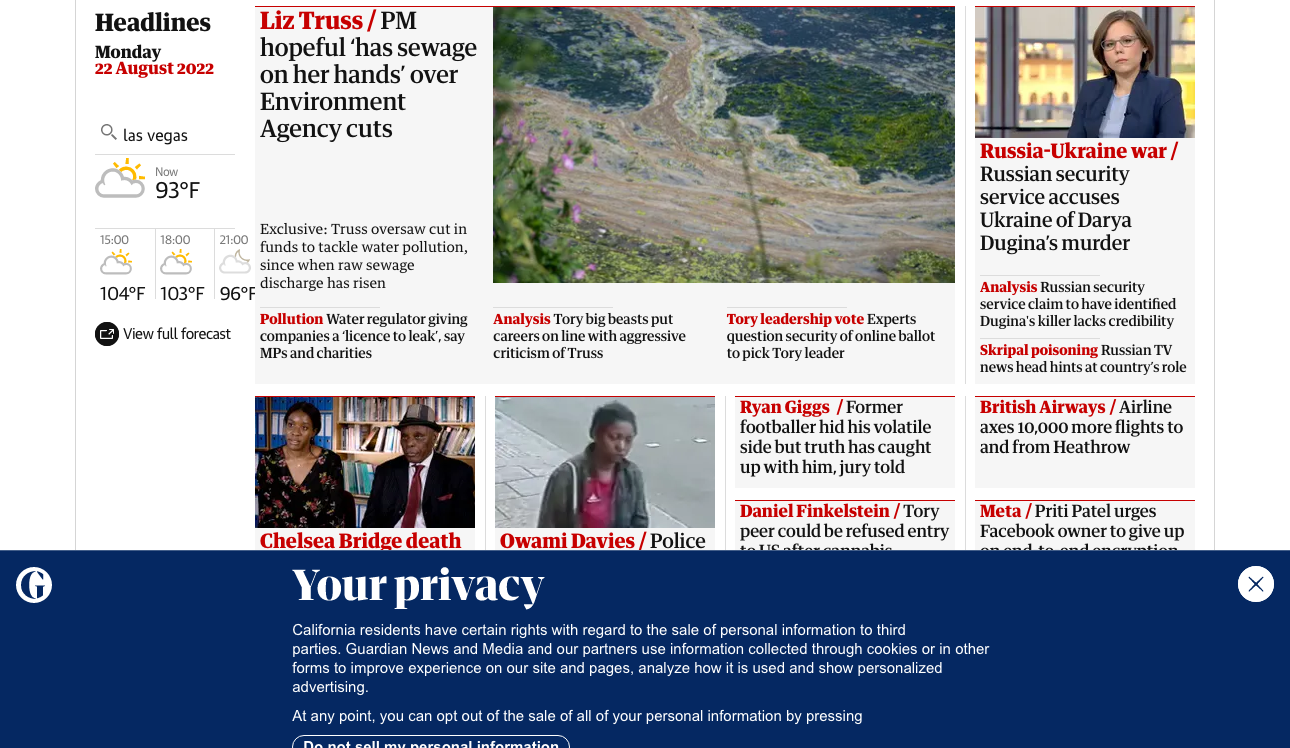 Headlines
Monday
22 August 2022
las vegas
Now
93°F
15:00
18:00
21:00
104°F
103°F
96°F
View full forecast
Liz Truss / PM
hopeful ‘has sewage
on her hands’ over
Environment
Agency cuts
Exclusive: Truss oversaw cut in
funds to tackle water pollution,
since when raw sewage
discharge has risen
Pollution Water regulator giving
companies a ‘licence to leak’, say
MPs and charities
Analysis Tory big beasts put
careers on line with aggressive
criticism of Truss
Tory leadership vote Experts
question security of online ballot
to pick Tory leader
Russia-Ukraine war /
Russian security
service accuses
Ukraine of Darya
Dugina’s murder
Analysis Russian security
service claim to have identified
Dugina's killer lacks credibility
Skripal poisoning Russian TV
news head hints at country’s role
Chelsea Bridge death
Owami Davies / Police
Ryan Giggs / Former
footballer hid his volatile
side but truth has caught
up with him, jury told
Daniel Finkelstein / Tory
peer could be refused entry
to US after cannabis
British Airways / Airline
axes 10,000 more flights to
and from Heathrow
Meta / Priti Patel urges
Facebook owner to give up
on end-to-end encryption
Your privacy
California residents have certain rights with regard to the sale of personal information to third
parties. Guardian News and Media and our partners use information collected through cookies or in other
forms to improve experience on our site and pages, analyze how it is used and show personalized
advertising.
At any point, you can opt out of the sale of all of your personal information by pressing
Do not sell my personal information